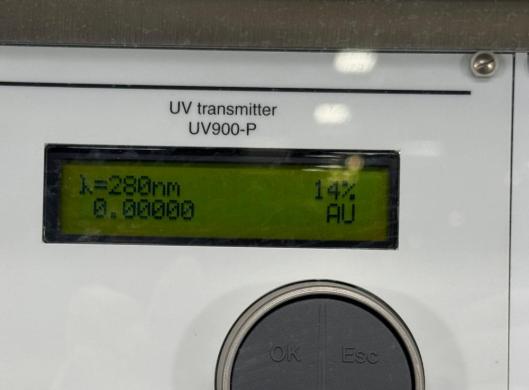 UV transmitter
UV900-P
λ=280nm 14%
0.00000 AU
OK Esc